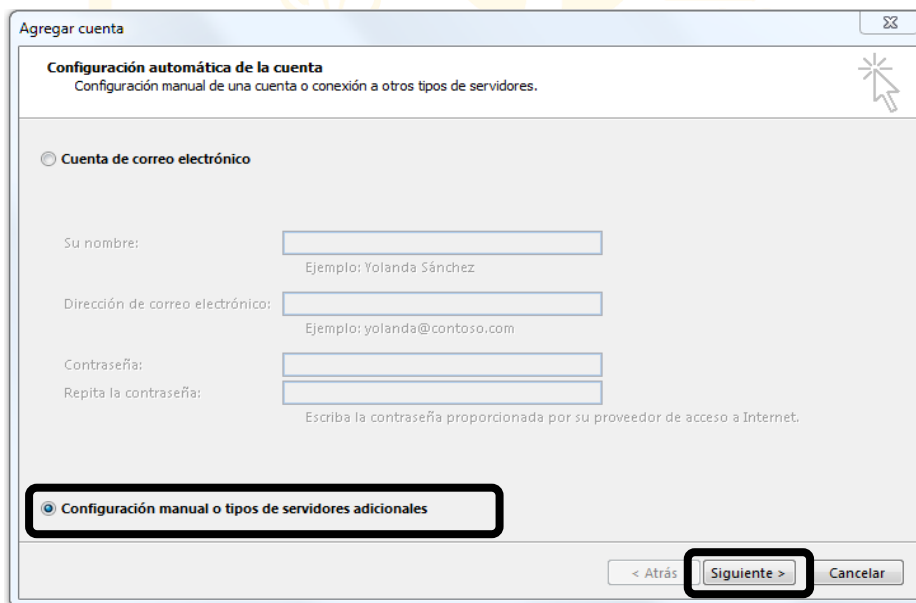 Agregar cuenta
Configuración automática de la cuenta
Configuración manual de una cuenta o conexión a otros tipos de servidores.
Cuenta de correo electrónico
Su nombre:
Ejemplo: Yolanda Sánchez
Dirección de correo electrónico:
Ejemplo: yolanda@contoso.com
Contraseña:
Repita la contraseña:
Escriba la contraseña proporcionada por su proveedor de acceso a Internet.
Configuración manual o tipos de servidores adicionales
< Atrás Siguiente > Cancelar